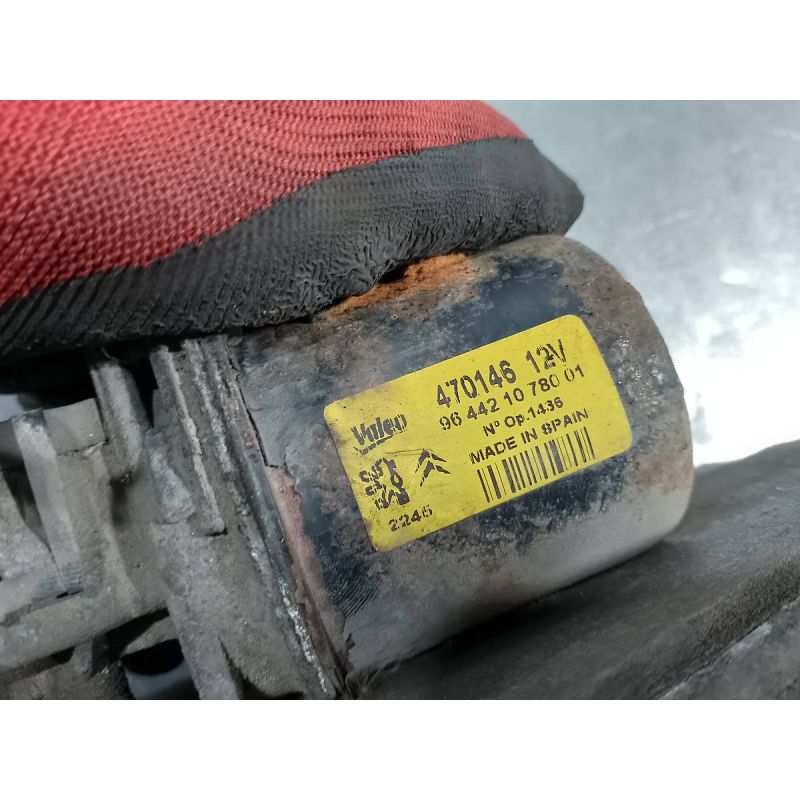 Valeo
470146 12V
96 442 10 780 01
Nº Op.1436
MADE IN SPAIN
2246